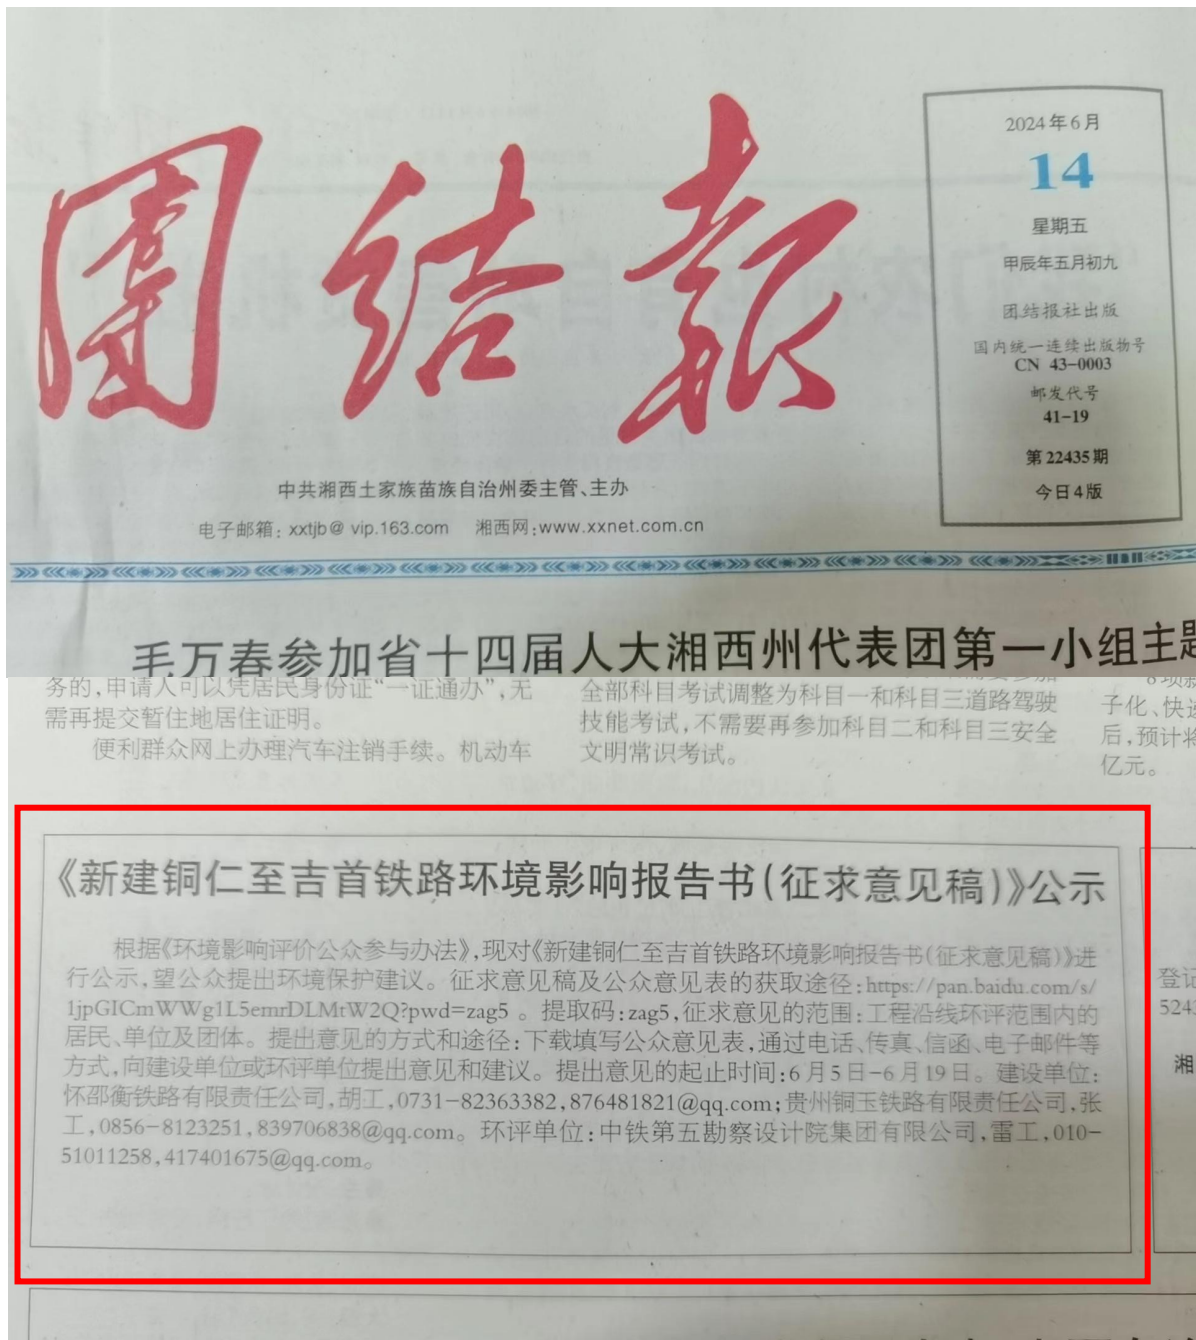 團结報
2024年6月
14
星期五
甲辰年五月初九
团结报社出版
国内统一连续出版物号
CN 43-0003
邮发代号
41-19
第22435期
今日4版
中共湘西土家族苗族自治州委主管、主办
电子邮箱：xxtjb@ vip.163.com 湘西网：www.xxnet.com.cn
毛万春参加省十四届人大湘西州代表团第一小组主题
务的，申请人可以凭居民身份证“一证通办”，无
需再提交暂住地居住证明。
便利群众网上办理汽车注销手续。机动车
全部科目考试调整为科目一和科目三道路驾驶
技能考试，不需要再参加科目二和科目三安全
文明常识考试。
子化、快
后，预计将
亿元。
《新建铜仁至吉首铁路环境影响报告书(征求意见稿)》公示
根据《环境影响评价公众参与办法》，现对《新建铜仁至吉首铁路环境影响报告书(征求意见稿)》进
行公示，望公众提出环境保护建议。征求意见稿及公众意见表的获取途径：https://pan.baidu.com/s/
1jpGICmWWg1L5emrDLMtW2Q?pwd=zag5 。提取码：zag5，征求意见的范围：工程沿线环评范围内的
居民、单位及团体。提出意见的方式和途径：下载填写公众意见表，通过电话、传真、信函、电子邮件等
方式，向建设单位或环评单位提出意见和建议。提出意见的起止时间：6月5日-6月19日。建设单位：
怀邵衡铁路有限责任公司，胡工，0731-82363382，876481821@qq.com；贵州铜玉铁路有限责任公司，张
工，0856-8123251，839706838@qq.com。环评单位：中铁第五勘察设计院集团有限公司，雷工，010-
51011258，417401675@qq.com。
登记
524
湘